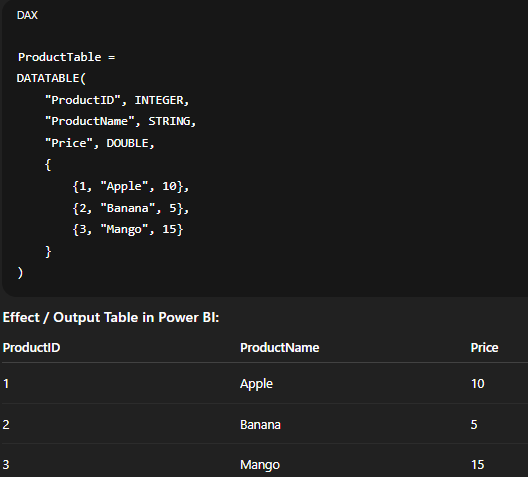 DAX
ProductTable =
DATATABLE(
    "ProductID", INTEGER,
    "ProductName", STRING,
    "Price", DOUBLE,
    {
        {1, "Apple", 10},
        {2, "Banana", 5},
        {3, "Mango", 15}
    }
)
Effect / Output Table in Power BI:
ProductID ProductName Price
1 Apple 10
2 Banana 5
3 Mango 15